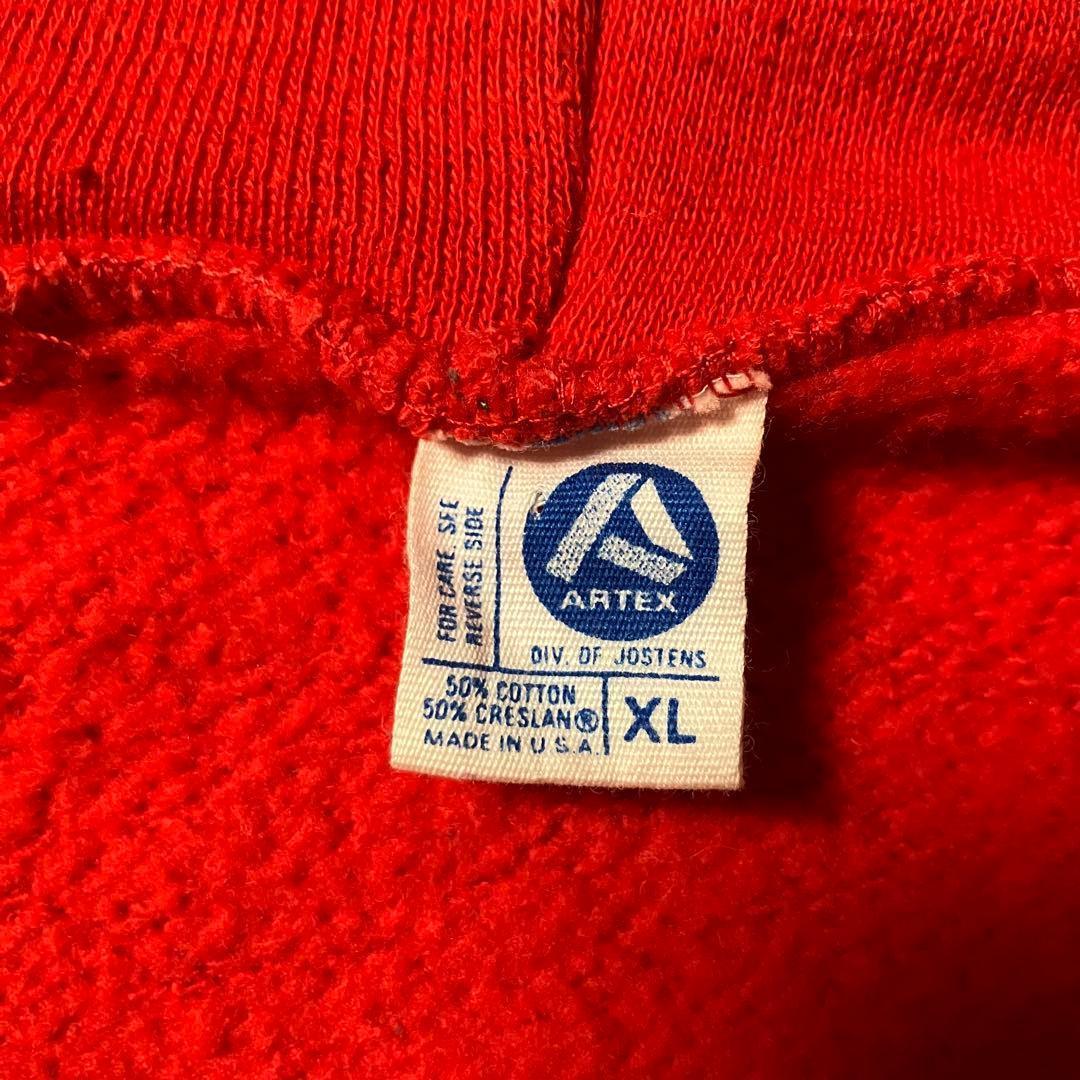 FOR CARE SEE
REVERSE SIDE
ARTEX
DIV. OF JOSTENS
50% COTTON
50% CRESLAN®
MADE IN U.S.A.
XL